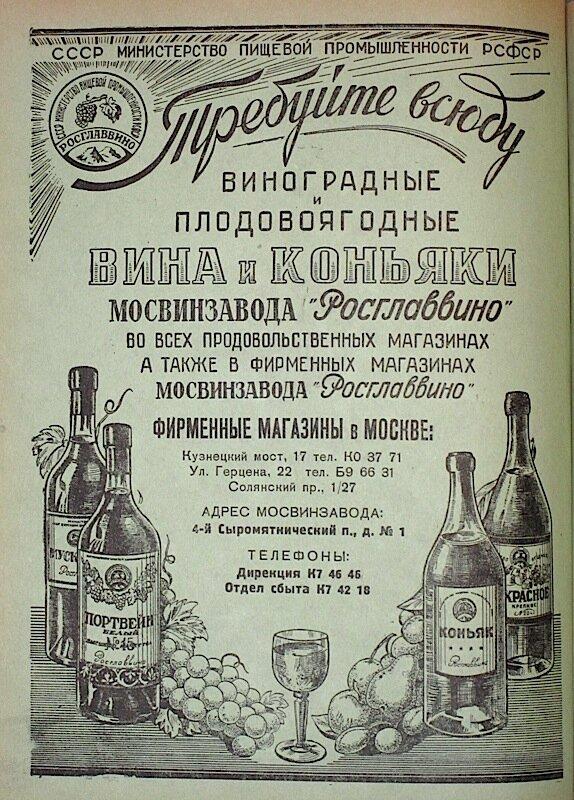 СССР МИНИСТЕРСТВО ПИЩЕВОЙ ПРОМЫШЛЕННОСТИ РСФСР
РОСГЛАВВИНО
Требуйте всюду
ВИНОГРАДНЫЕ
и
ПЛОДОВОЯГОДНЫЕ
ВИНА и КОНЬЯКИ
МОСВИНЗАВОДА "Росглаввино"
ВО ВСЕХ ПРОДОВОЛЬСТВЕННЫХ МАГАЗИНАХ
А ТАКЖЕ В ФИРМЕННЫХ МАГАЗИНАХ
МОСВИНЗАВОДА "Росглаввино"
ФИРМЕННЫЕ МАГАЗИНЫ в МОСКВЕ:
Кузнецкий мост, 17 тел. К0 37 71
Ул. Герцена, 22 тел. Б9 66 31
Солянский пр., 1/27
АДРЕС МОСВИНЗАВОДА:
4-й Сыромятнический п., д. № 1
ТЕЛЕФОНЫ:
Дирекция К7 46 46
Отдел сбыта К7 42 18
МУСК
ПОРТВЕЙН
БЕЛЫЙ
№15
Росглаввино
КОНЬЯК
КРАСНОЕ
КРЕПКОЕ